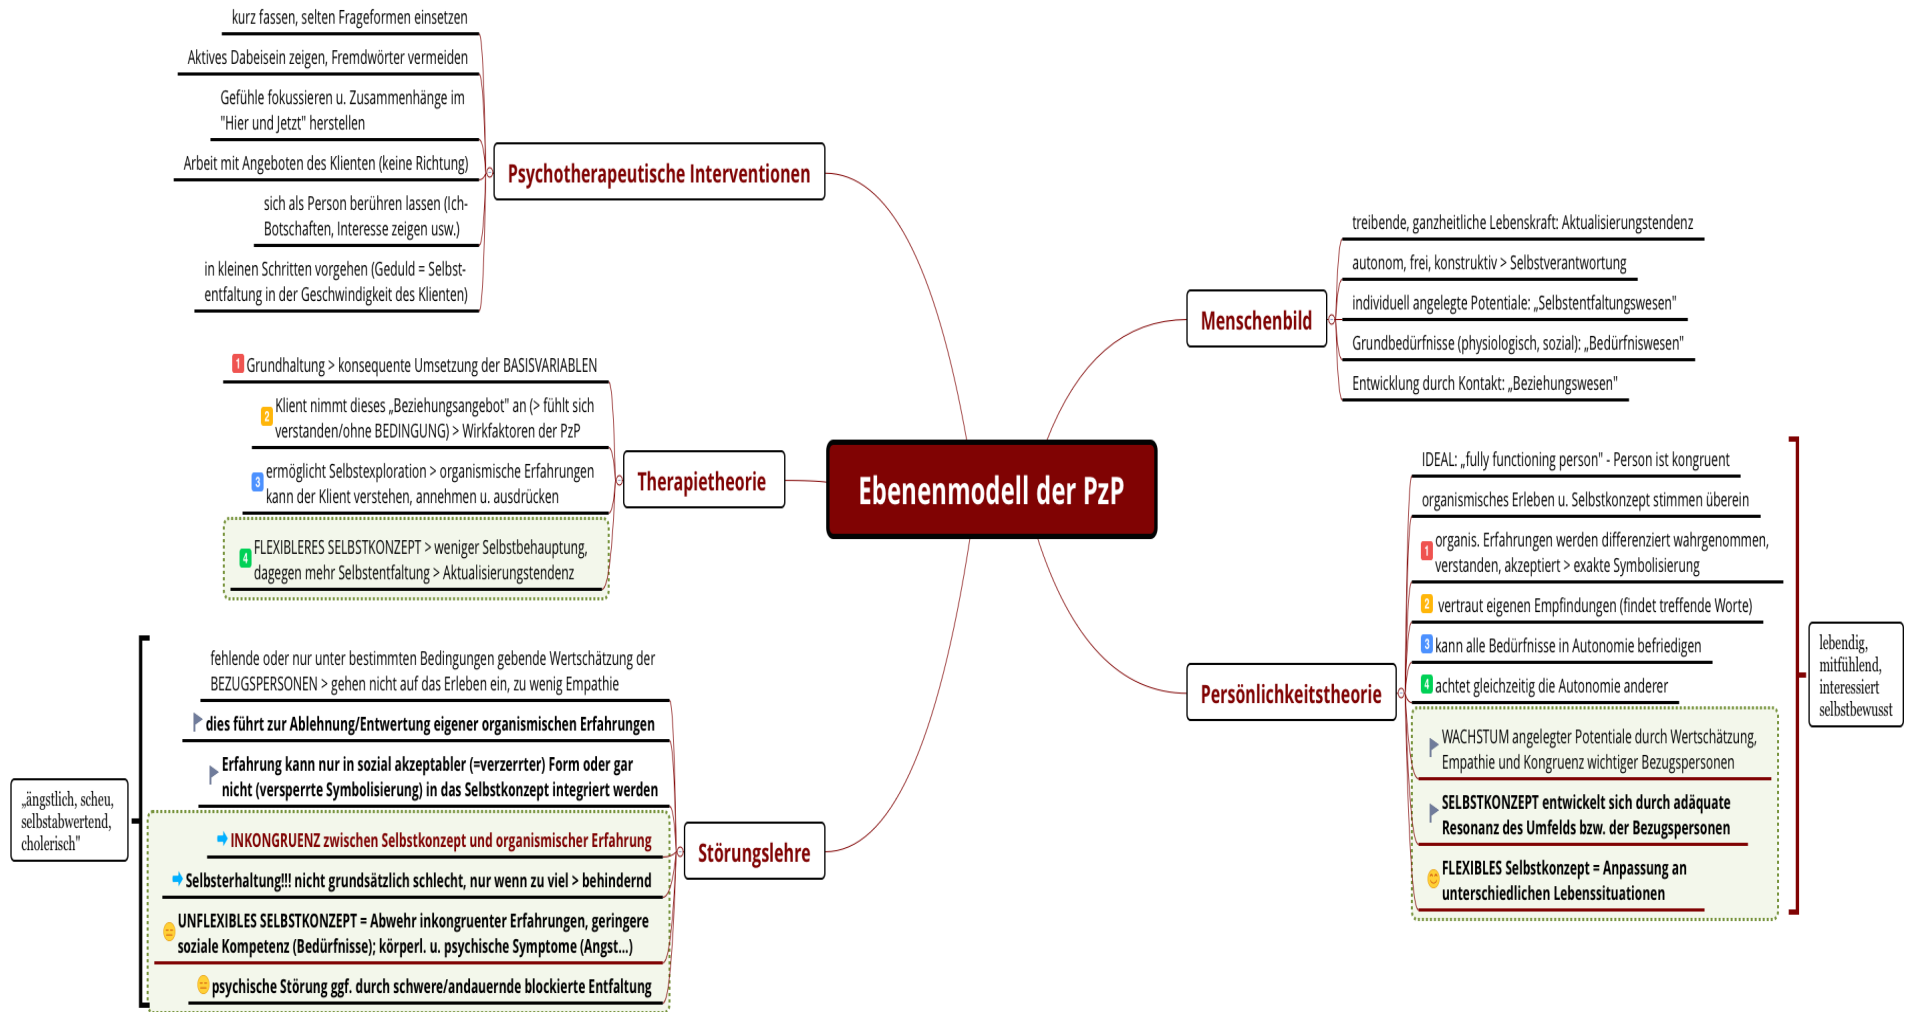 Ebenenmodell der PzP
Psychotherapeutische Interventionen
kurz fassen, selten Frageformen einsetzen
Aktives Dabeisein zeigen, Fremdwörter vermeiden
Gefühle fokussieren u. Zusammenhänge im
"Hier und Jetzt" herstellen
Arbeit mit Angeboten des Klienten (keine Richtung)
sich als Person berühren lassen (Ich-
Botschaften, Interesse zeigen usw.)
in kleinen Schritten vorgehen (Geduld = Selbst-
entfaltung in der Geschwindigkeit des Klienten)
Therapietheorie
1 Grundhaltung > konsequente Umsetzung der BASISVARIABLEN
2 Klient nimmt dieses „Beziehungsangebot" an (> fühlt sich
verstanden/ohne BEDINGUNG) > Wirkfaktoren der PzP
3 ermöglicht Selbstexploration > organismische Erfahrungen
kann der Klient verstehen, annehmen u. ausdrücken
4 FLEXIBLERES SELBSTKONZEPT > weniger Selbstbehauptung,
dagegen mehr Selbstentfaltung > Aktualisierungstendenz
Störungslehre
fehlende oder nur unter bestimmten Bedingungen gebende Wertschätzung der
BEZUGSPERSONEN > gehen nicht auf das Erleben ein, zu wenig Empathie
dies führt zur Ablehnung/Entwertung eigener organismischen Erfahrungen
Erfahrung kann nur in sozial akzeptabler (=verzerrter) Form oder gar
nicht (versperrte Symbolisierung) in das Selbstkonzept integriert werden
INKONGRUENZ zwischen Selbstkonzept und organismischer Erfahrung
Selbsterhaltung!!! nicht grundsätzlich schlecht, nur wenn zu viel > behindernd
UNFLEXIBLES SELBSTKONZEPT = Abwehr inkongruenter Erfahrungen, geringere
soziale Kompetenz (Bedürfnisse); körperl. u. psychische Symptome (Angst...)
psychische Störung ggf. durch schwere/andauernde blockierte Entfaltung
„ängstlich, scheu,
selbstabwertend,
cholerisch"
Menschenbild
treibende, ganzheitliche Lebenskraft: Aktualisierungstendenz
autonom, frei, konstruktiv > Selbstverantwortung
individuell angelegte Potentiale: „Selbstentfaltungswesen"
Grundbedürfnisse (physiologisch, sozial): „Bedürfniswesen"
Entwicklung durch Kontakt: „Beziehungswesen"
Persönlichkeitstheorie
IDEAL: „fully functioning person" - Person ist kongruent
organismisches Erleben u. Selbstkonzept stimmen überein
1 organis. Erfahrungen werden differenziert wahrgenommen,
verstanden, akzeptiert > exakte Symbolisierung
2 vertraut eigenen Empfindungen (findet treffende Worte)
3 kann alle Bedürfnisse in Autonomie befriedigen
4 achtet gleichzeitig die Autonomie anderer
WACHSTUM angelegter Potentiale durch Wertschätzung,
Empathie und Kongruenz wichtiger Bezugspersonen
SELBSTKONZEPT entwickelt sich durch adäquate
Resonanz des Umfelds bzw. der Bezugspersonen
FLEXIBLES Selbstkonzept = Anpassung an
unterschiedlichen Lebenssituationen
lebendig,
mitfühlend,
interessiert
selbstbewusst